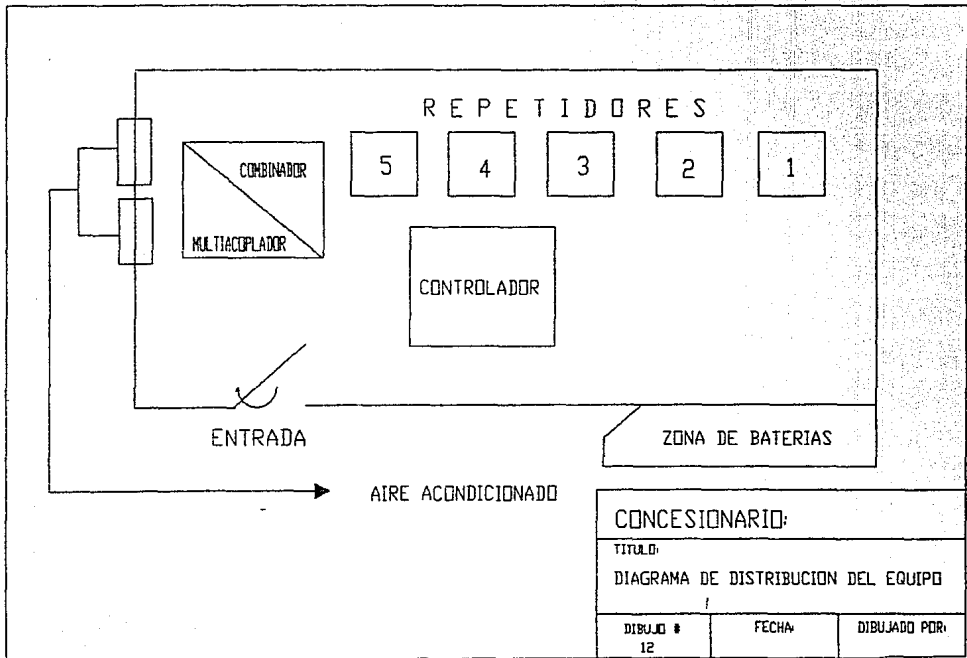 REPETIDORES
5 4 3 2 1
COMBINADOR
MULTIACOPLADOR
CONTROLADOR
ENTRADA
ZONA DE BATERIAS
AIRE ACONDICIONADO
CONCESIONARIO:
TITULO:
DIAGRAMA DE DISTRIBUCION DEL EQUIPO
DIBUJO # FECHA: DIBUJADO POR:
12